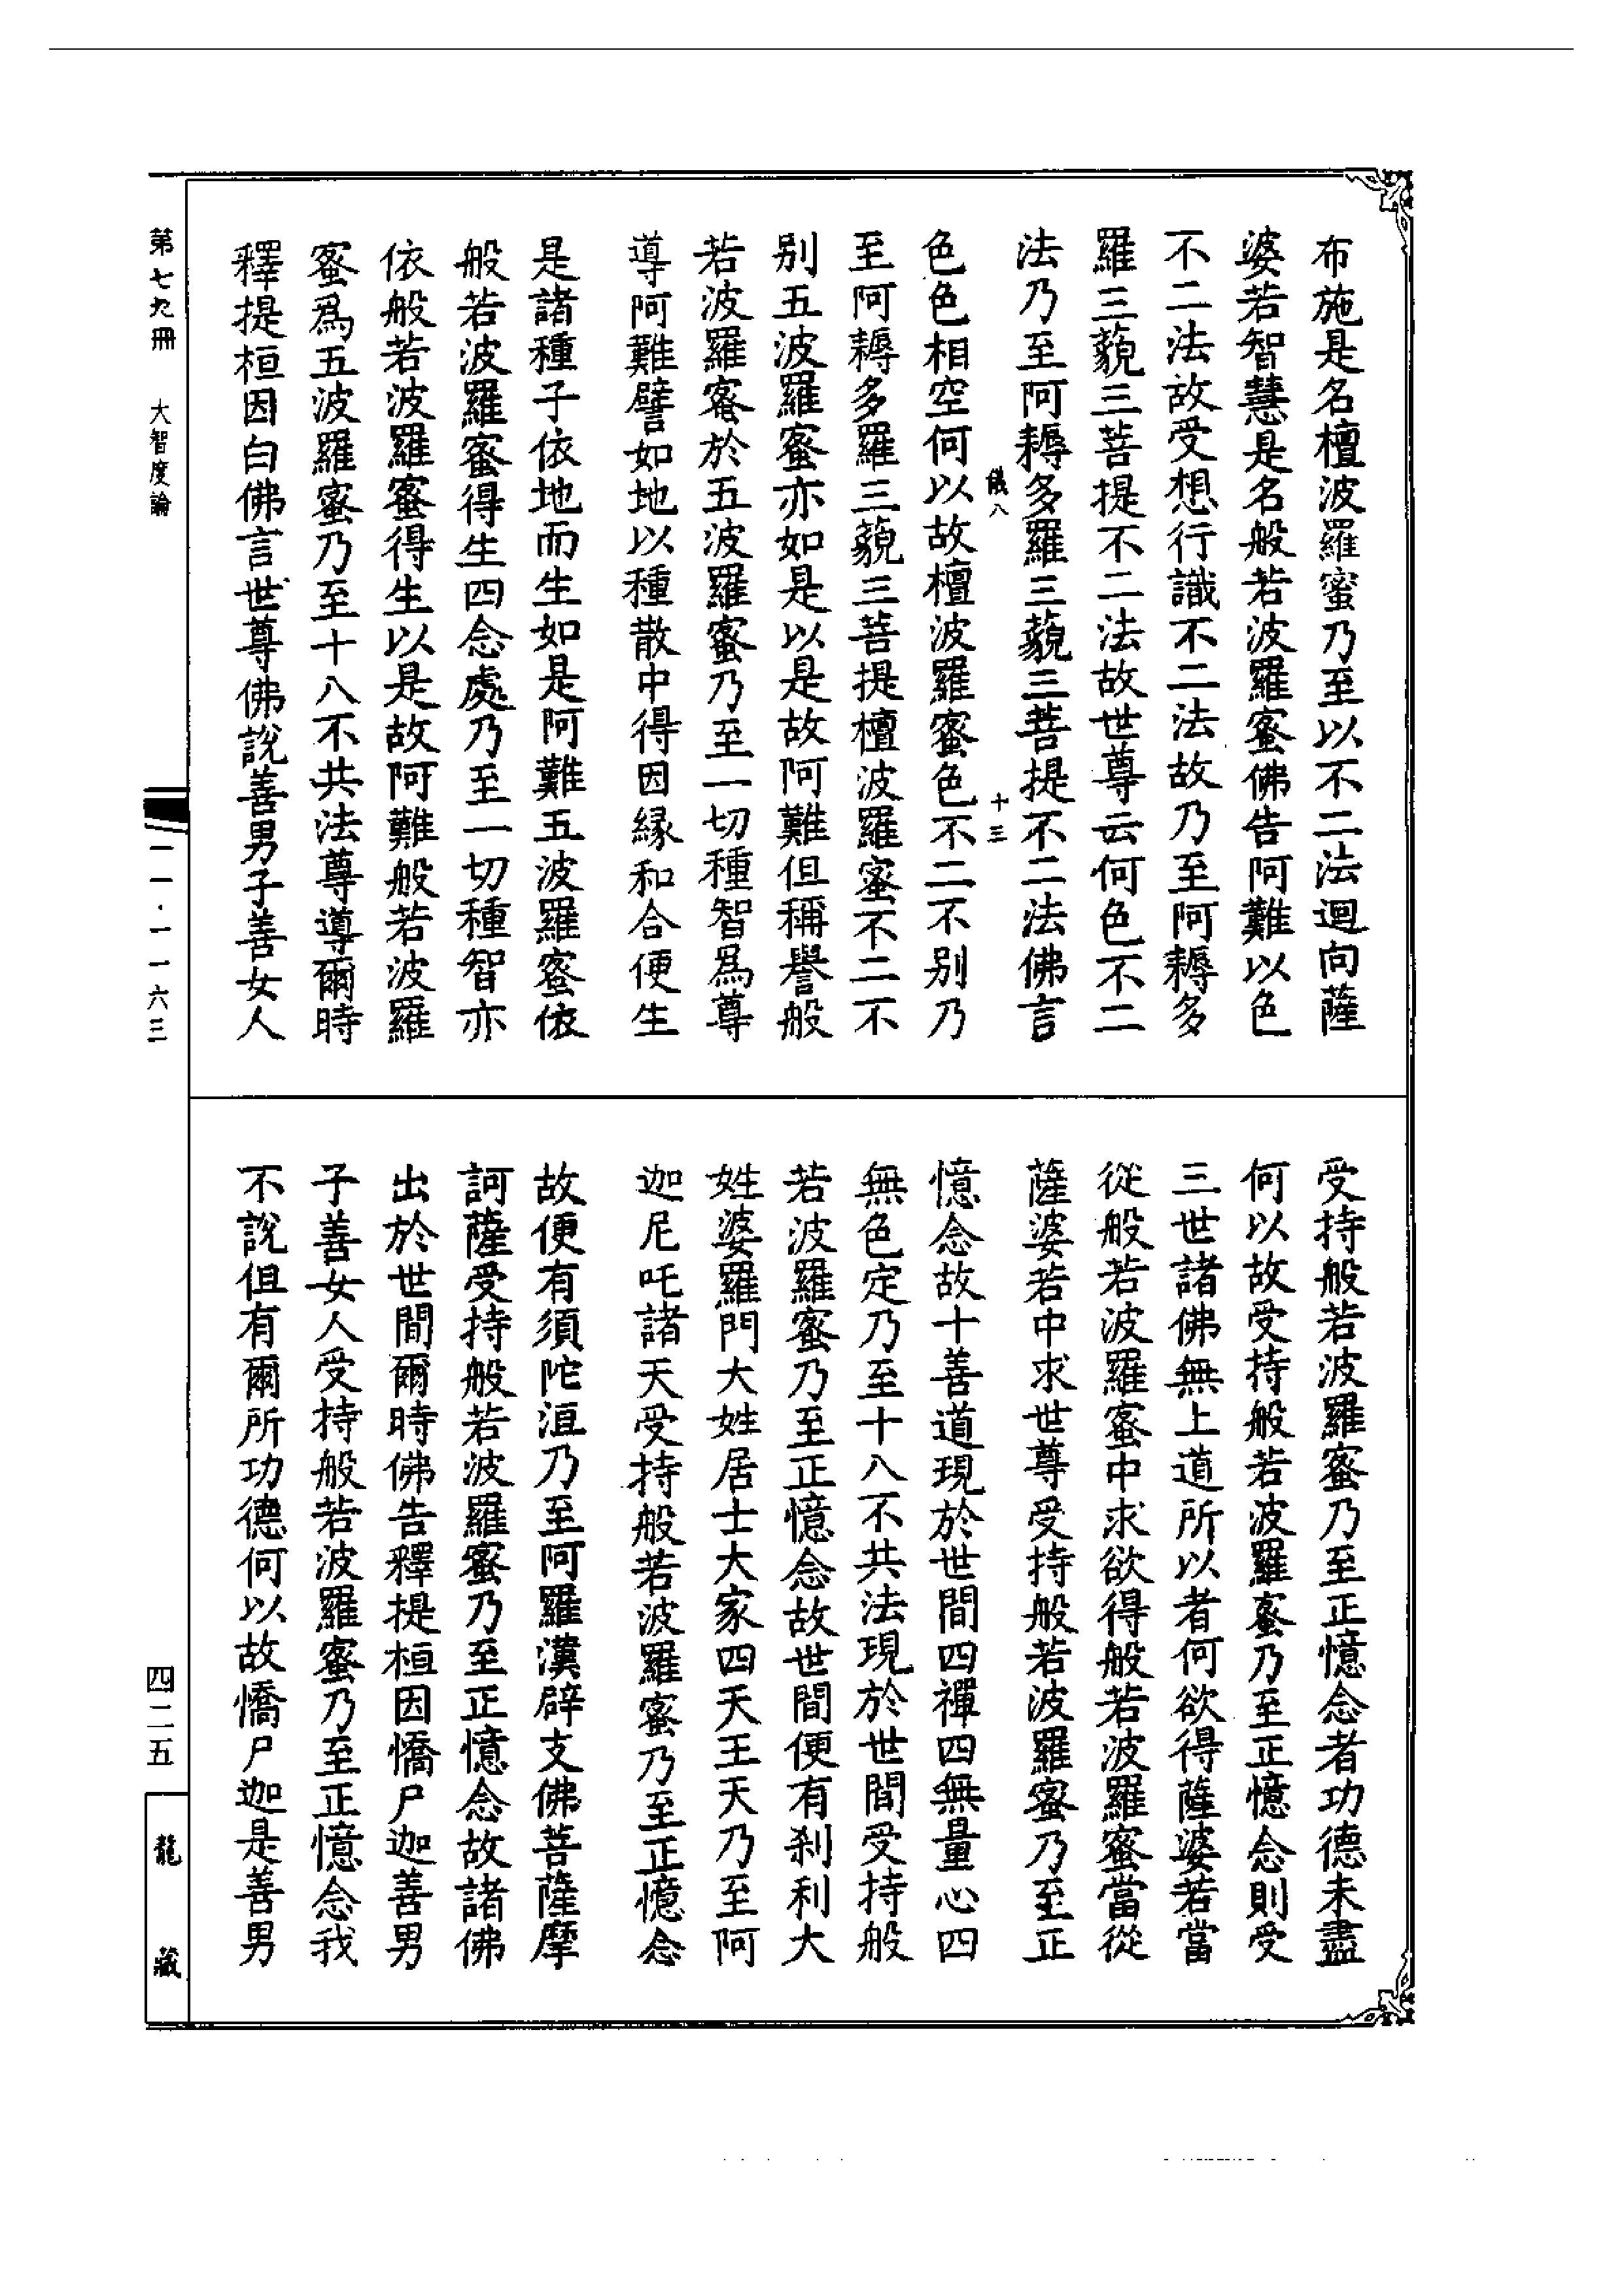 布施是名檀波羅蜜乃至以不二法迴向薩
婆若智慧是名般若波羅蜜佛告阿難以色
不二法故受想行識不二法故乃至阿耨多
羅三藐三菩提不二法故世尊云何色不二
法乃至阿耨多羅三藐三菩提不二法佛言
儀八 十三
色色相空何以故檀波羅蜜色不二不别乃
至阿耨多羅三藐三菩提檀波羅蜜不二不
别五波羅蜜亦如是以是故阿難但稱譽般
若波羅蜜於五波羅蜜乃至一切種智爲尊
導阿難譬如地以種散中得因緣和合便生
是諸種子依地而生如是阿難五波羅蜜依
般若波羅蜜得生四念處乃至一切種智亦
依般若波羅蜜得生以是故阿難般若波羅
蜜爲五波羅蜜乃至十八不共法尊導爾時
釋提桓因白佛言世尊佛說善男子善女人
受持般若波羅蜜乃至正憶念者功德未盡
何以故受持般若波羅蜜乃至正憶念則受
三世諸佛無上道所以者何欲得薩婆若當
從般若波羅蜜中求欲得般若波羅蜜當從
薩婆若中求世尊受持般若波羅蜜乃至正
憶念故十善道現於世間四禪四無量心四
無色定乃至十八不共法現於世間受持般
若波羅蜜乃至正憶念故世間便有刹利大
姓婆羅門大姓居士大家四天王天乃至阿
迦尼吒諸天受持般若波羅蜜乃至正憶念
故便有須陀洹乃至阿羅漢辟支佛菩薩摩
訶薩受持般若波羅蜜乃至正憶念故諸佛
出於世間爾時佛告釋提桓因憍尸迦善男
子善女人受持般若波羅蜜乃至正憶念我
不說但有爾所功德何以故憍尸迦是善男
第七九冊 大智度論
一一·一一六三
四二五
龍藏